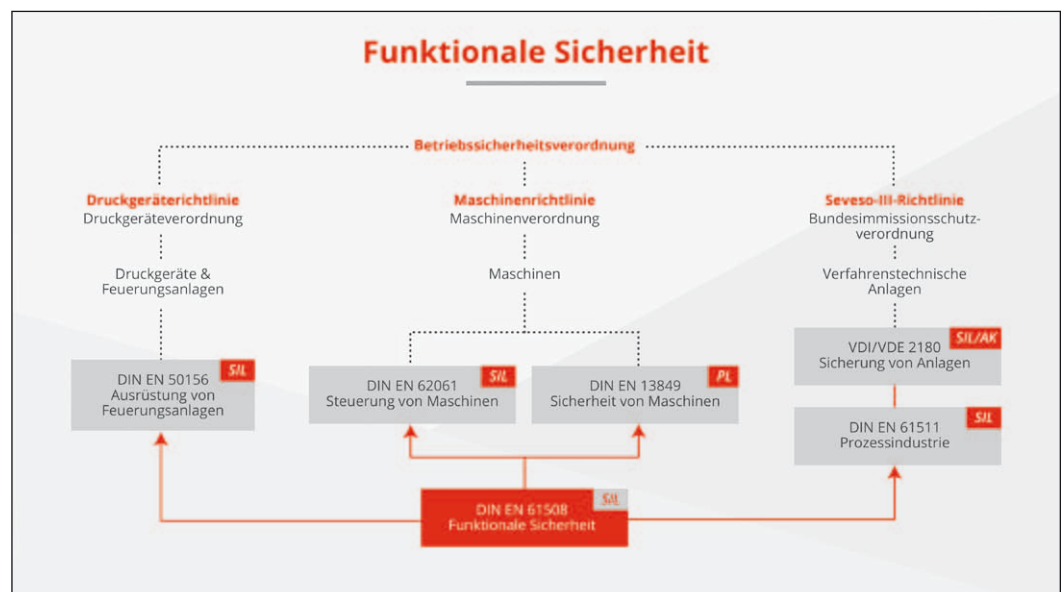 Funktionale Sicherheit
Betriebssicherheitsverordnung
Druckgeräterichtlinie
Druckgeräteverordnung
Druckgeräte &
Feuerungsanlagen
SIL
DIN EN 50156
Ausrüstung von
Feuerungsanlagen
Maschinenrichtlinie
Maschinenverordnung
Maschinen
SIL
DIN EN 62061
Steuerung von Maschinen
PL
DIN EN 13849
Sicherheit von Maschinen
Seveso-III-Richtlinie
Bundesimmissionsschutz-
verordnung
Verfahrenstechnische
Anlagen
SIL/AK
VDI/VDE 2180
Sicherung von Anlagen
SIL
DIN EN 61511
Prozessindustrie
SIL
DIN EN 61508
Funktionale Sicherheit